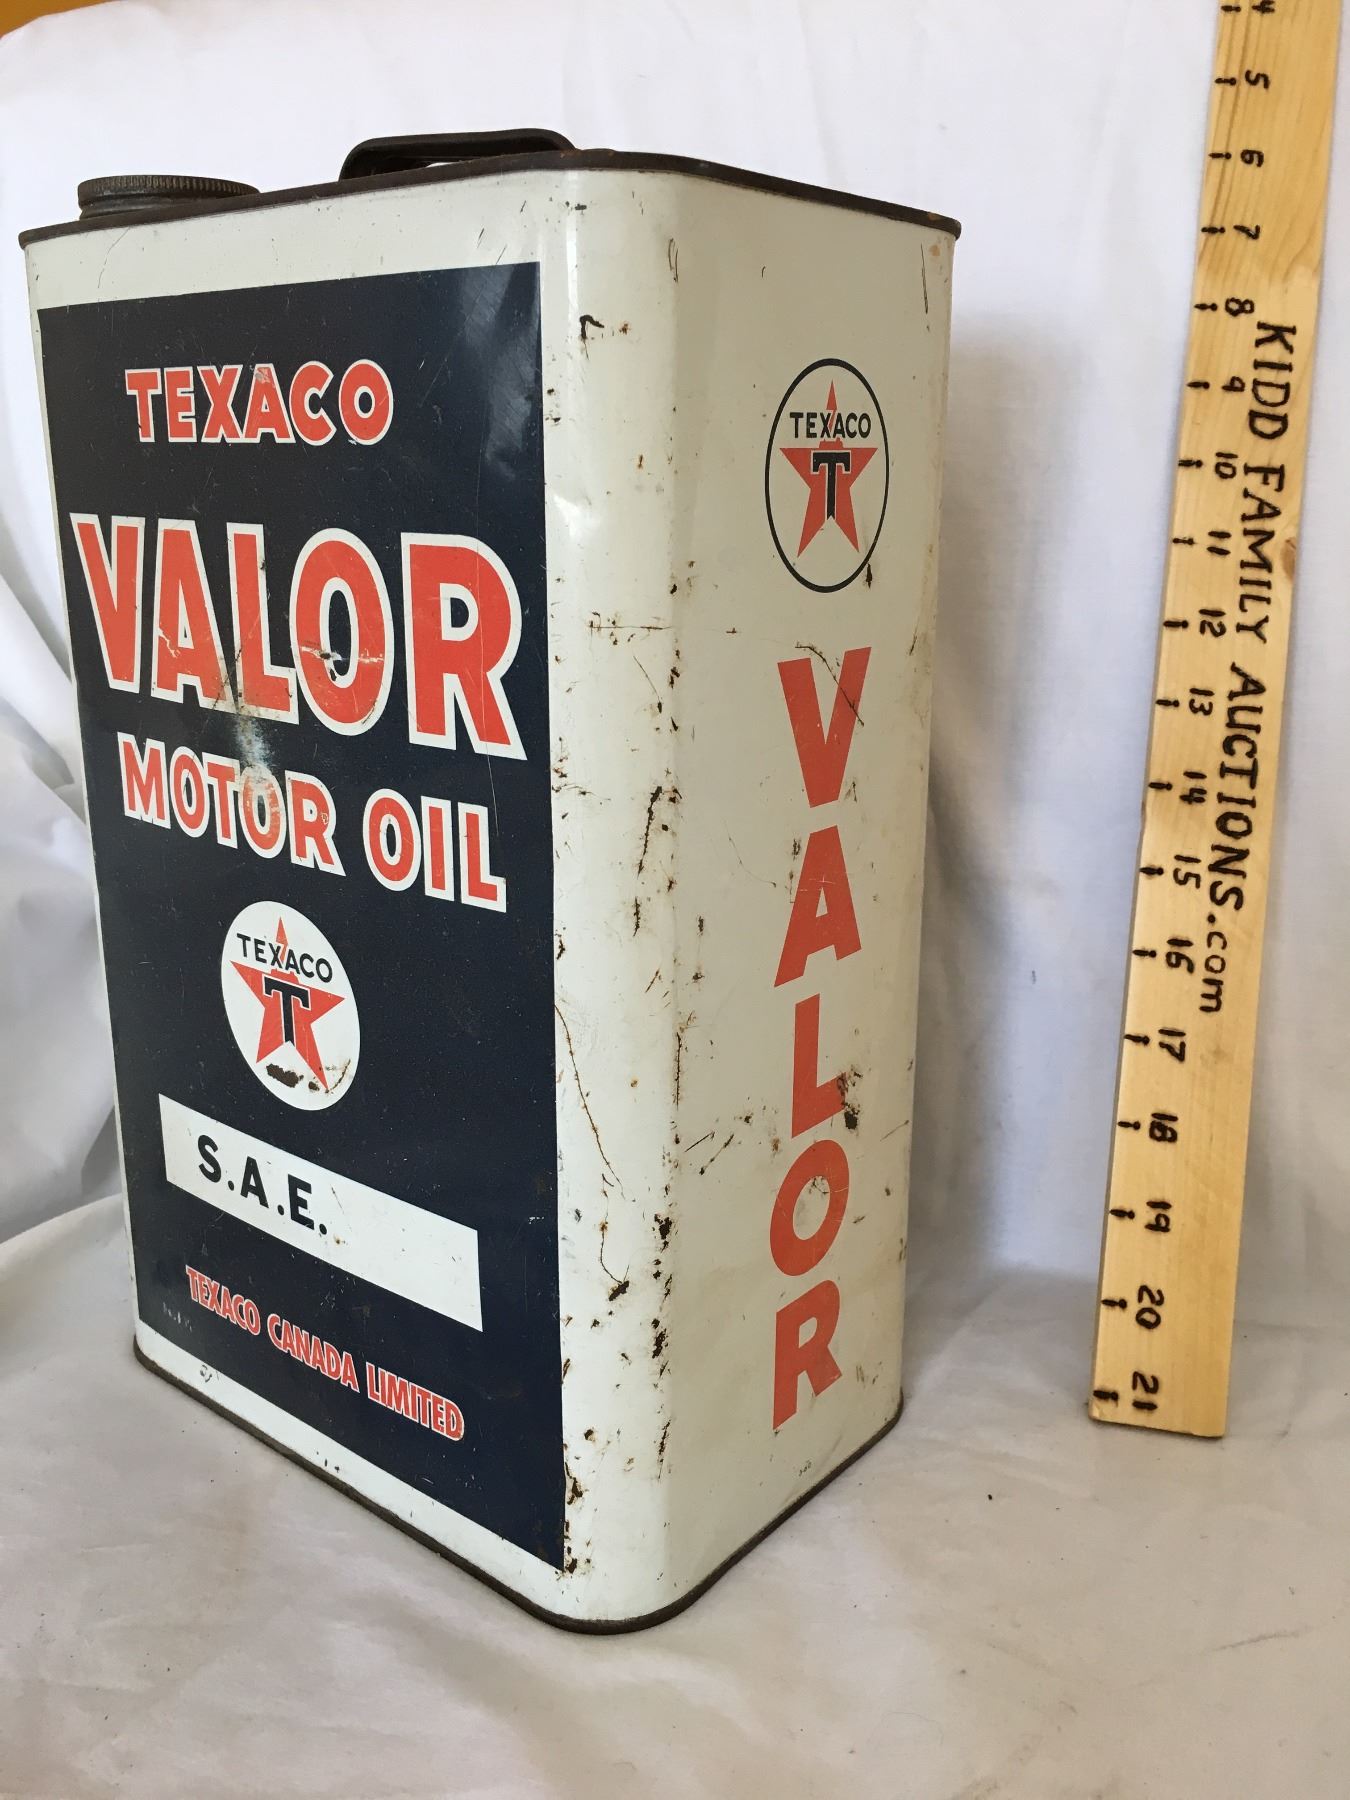 TEXACO
VALOR
MOTOR OIL
TEXACO
T
S.A.E.
TEXACO CANADA LIMITED
TEXACO
T
VALOR
4
5
6
7
8
9
10
11
12
13
14
15
16
17
18
19
20
21
KIDD FAMILY AUCTIONS.com